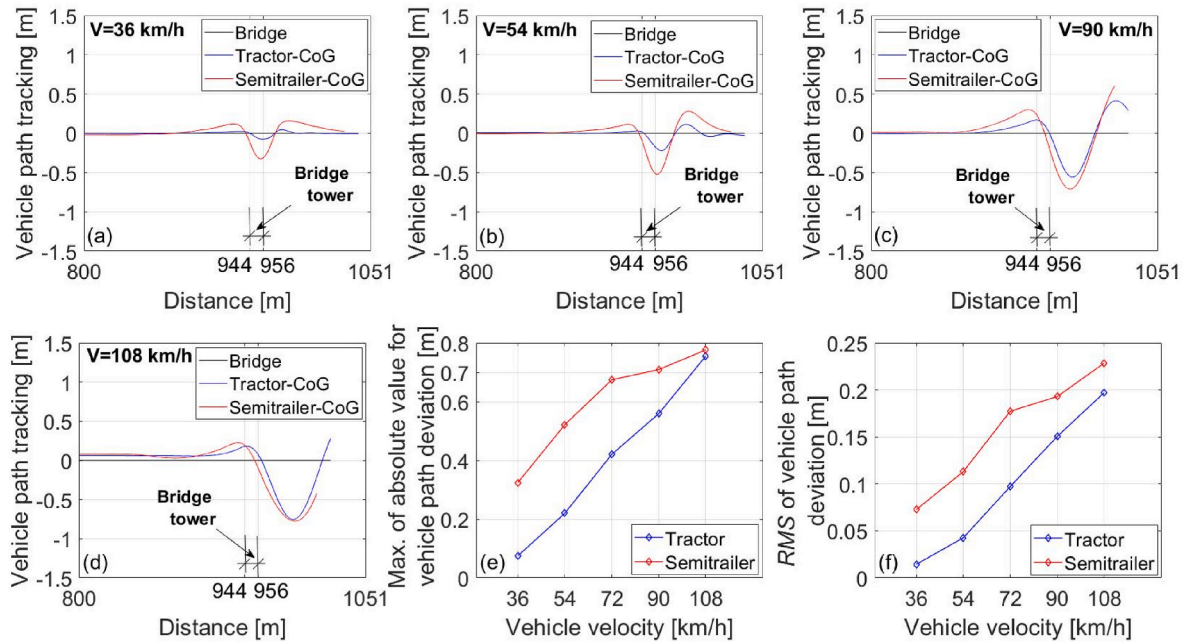 Vehicle path tracking [m]
1.5
1
0.5
0
-0.5
-1
-1.5
V=36 km/h
Bridge
Tractor-CoG
Semitrailer-CoG
Bridge
tower
(a)
944 956
800
1051
Distance [m]
Vehicle path tracking [m]
1.5
1
0.5
0
-0.5
-1
-1.5
V=54 km/h
Bridge
Tractor-CoG
Semitrailer-CoG
Bridge
tower
(b)
944 956
800
1051
Distance [m]
Vehicle path tracking [m]
1.5
1
0.5
0
-0.5
-1
-1.5
Bridge
Tractor-CoG
Semitrailer-CoG
V=90 km/h
Bridge
tower
(c)
944 956
800
1051
Distance [m]
Vehicle path tracking [m]
1.5
1
0.5
0
-0.5
-1
-1.5
V=108 km/h
Bridge
Tractor-CoG
Semitrailer-CoG
Bridge
tower
(d)
944 956
800
1051
Distance [m]
Max. of absolute value for
vehicle path deviation [m]
0.8
0.6
0.4
0.2
0
Tractor
Semitrailer
(e)
36 54 72 90 108
Vehicle velocity [km/h]
RMS of vehicle path
deviation [m]
0.25
0.2
0.15
0.1
0.05
0
Tractor
Semitrailer
(f)
36 54 72 90 108
Vehicle velocity [km/h]